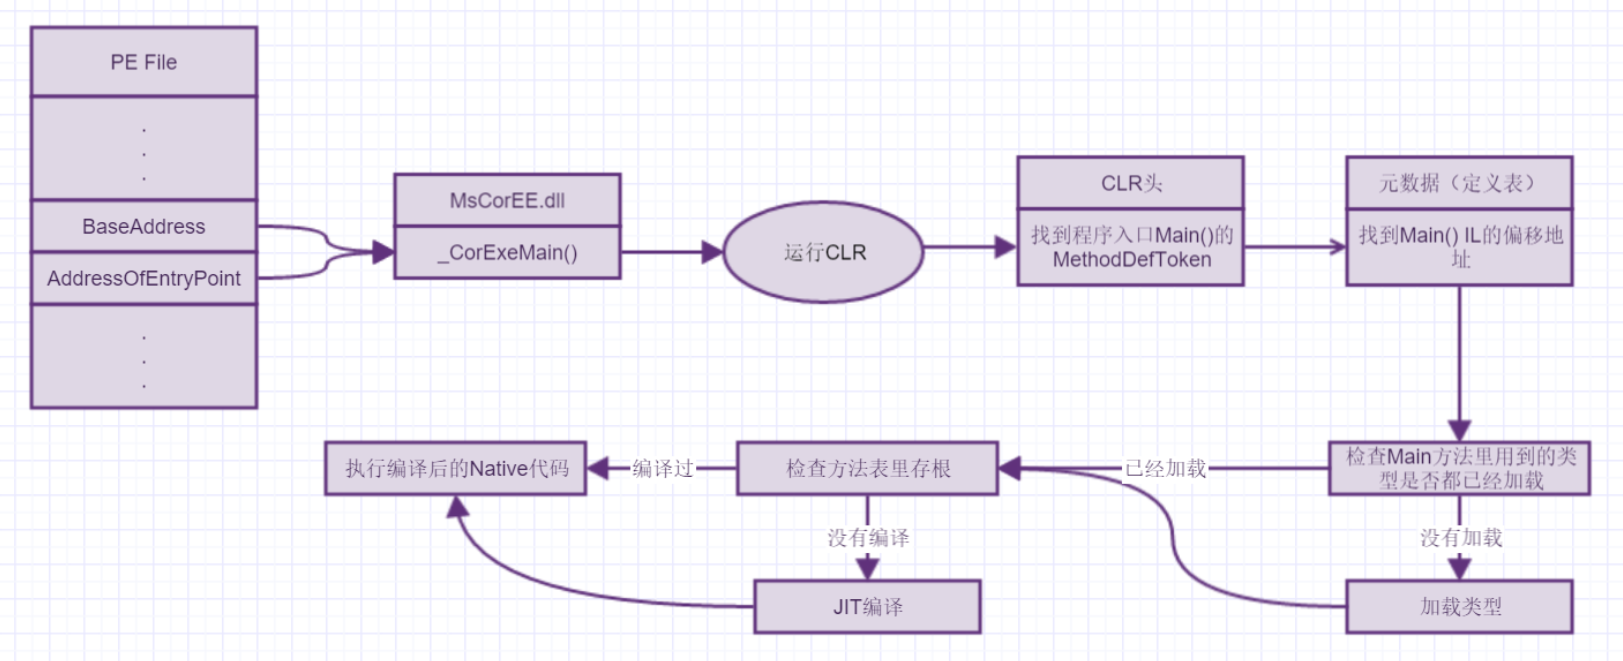 PE File
.
.
.
BaseAddress
AddressOfEntryPoint
.
.
.
MsCorEE.dll
_CorExeMain()
运行CLR
CLR头
找到程序入口Main()的
MethodDefToken
元数据（定义表）
找到Main() IL的偏移地
址
检查Main方法里用到的类
型是否都已经加载
已经加载
没有加载
加载类型
检查方法表里存根
编译过
没有编译
JIT编译
执行编译后的Native代码